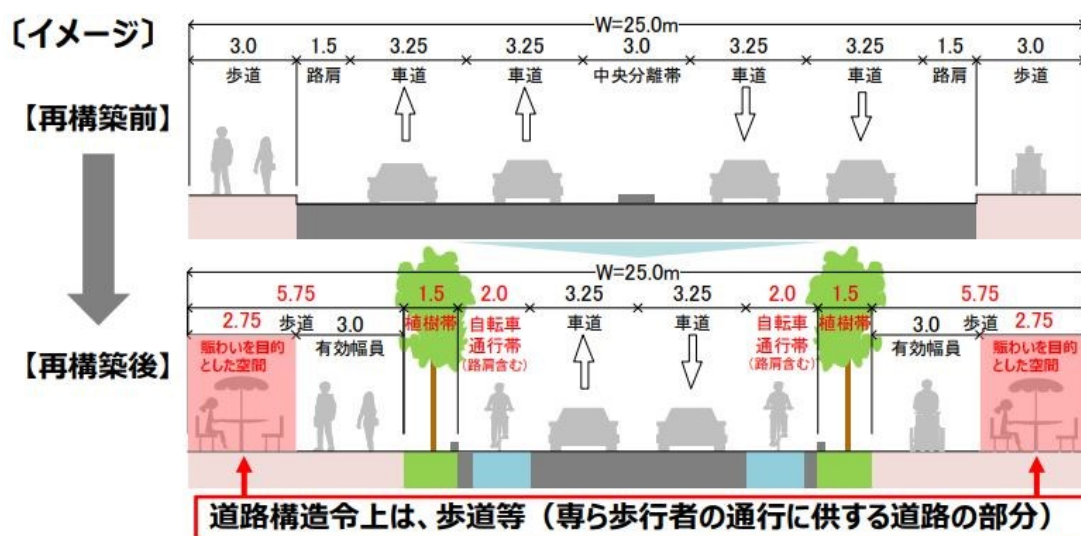 〔イメージ〕
W=25.0m
3.0 1.5 3.25 3.25 3.0 3.25 3.25 1.5 3.0
歩道 路肩 車道 車道 中央分離帯 車道 車道 路肩 歩道
【再構築前】
W=25.0m
5.75 1.5 2.0 3.25 3.25 2.0 1.5 5.75
2.75 歩道 3.0 植樹帯 自転車 車道 車道 自転車 植樹帯 3.0 歩道 2.75
有効幅員 通行帯 通行帯 有効幅員
(路肩含む) (路肩含む)
【再構築後】
賑わいを目的 賑わいを目的
とした空間 とした空間
道路構造令上は、歩道等（専ら歩行者の通行に供する道路の部分）